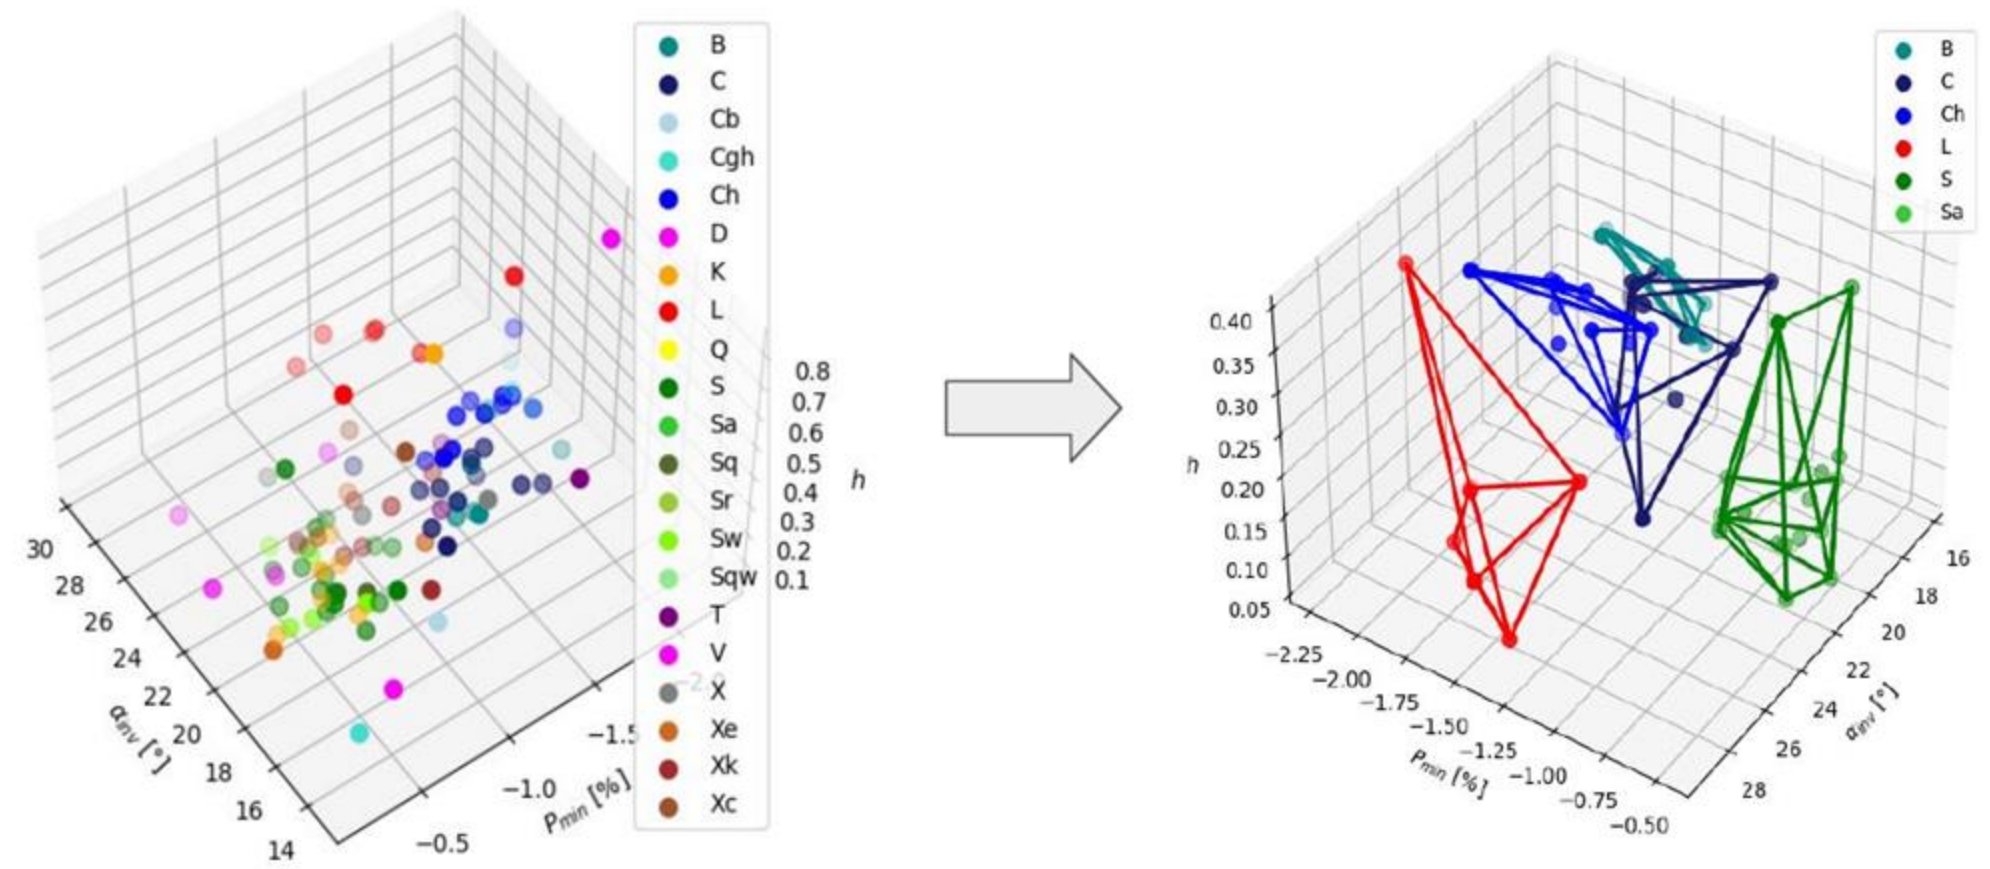 B
C
Cb
Cgh
Ch
D
K
L
Q
S
Sa
Sq
Sr
Sw
Sqw
T
V
X
Xe
Xk
Xc
30
28
26
24
22
20
18
16
14
αinv [°]
−0.5
−1.0
−1.5
−2.0
Pmin [%]
0.8
0.7
0.6
0.5
0.4
0.3
0.2
0.1
h
B
C
Ch
L
S
Sa
0.40
0.35
0.30
0.25
0.20
0.15
0.10
0.05
h
−2.25
−2.00
−1.75
−1.50
−1.25
−1.00
−0.75
−0.50
Pmin [%]
16
18
20
22
24
26
28
αinv [°]